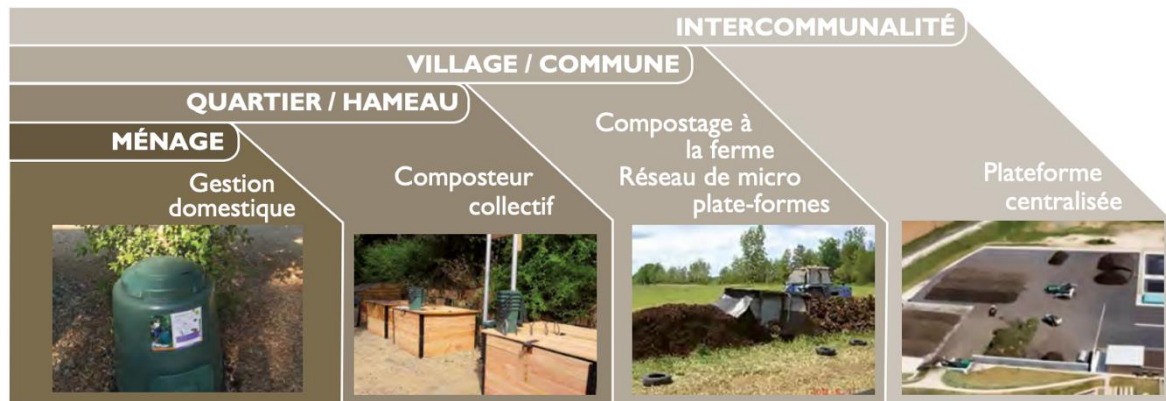 INTERCOMMUNALITÉ
VILLAGE / COMMUNE
QUARTIER / HAMEAU
MÉNAGE
Gestion
domestique
Composteur
collectif
Compostage à
la ferme
Réseau de micro
plate-formes
Plateforme
centralisée